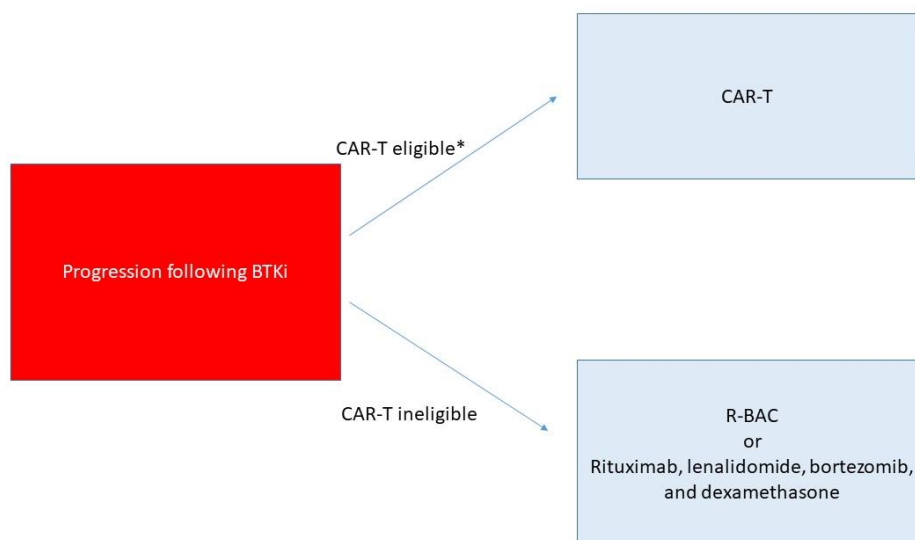 CAR-T
CAR-T eligible*
Progression following BTKi
CAR-T ineligible
R-BAC
or
Rituximab, lenalidomide, bortezomib,
and dexamethasone